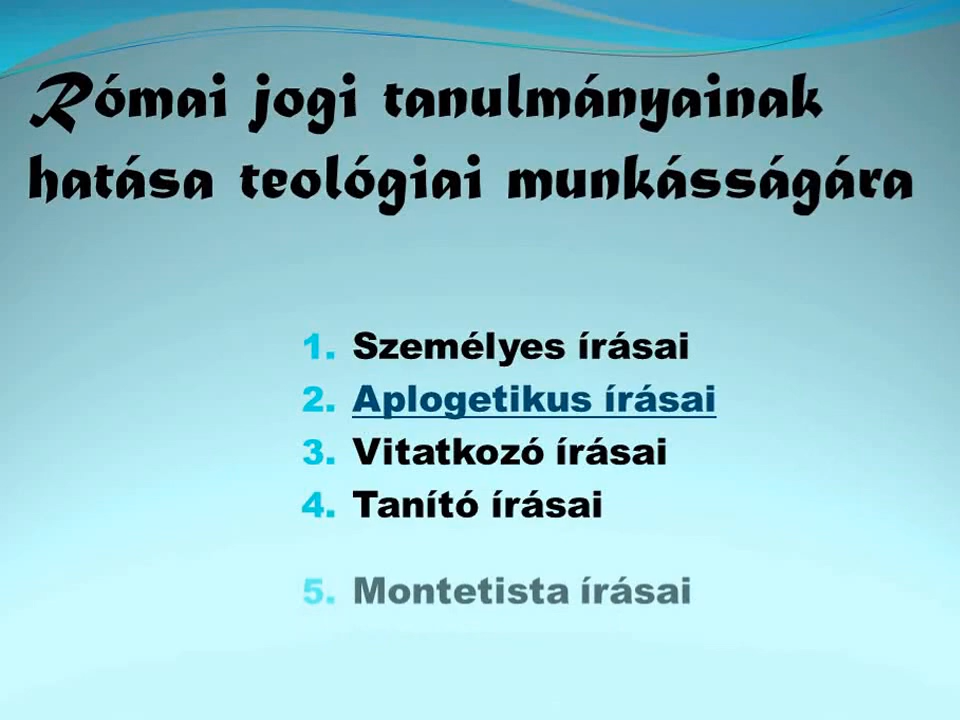 Római jogi tanulmányainak
hatása teológiai munkásságára
1. Személyes írásai
2. Aplogetikus írásai
3. Vitatkozó írásai
4. Tanító írásai
5. Montetista írásai